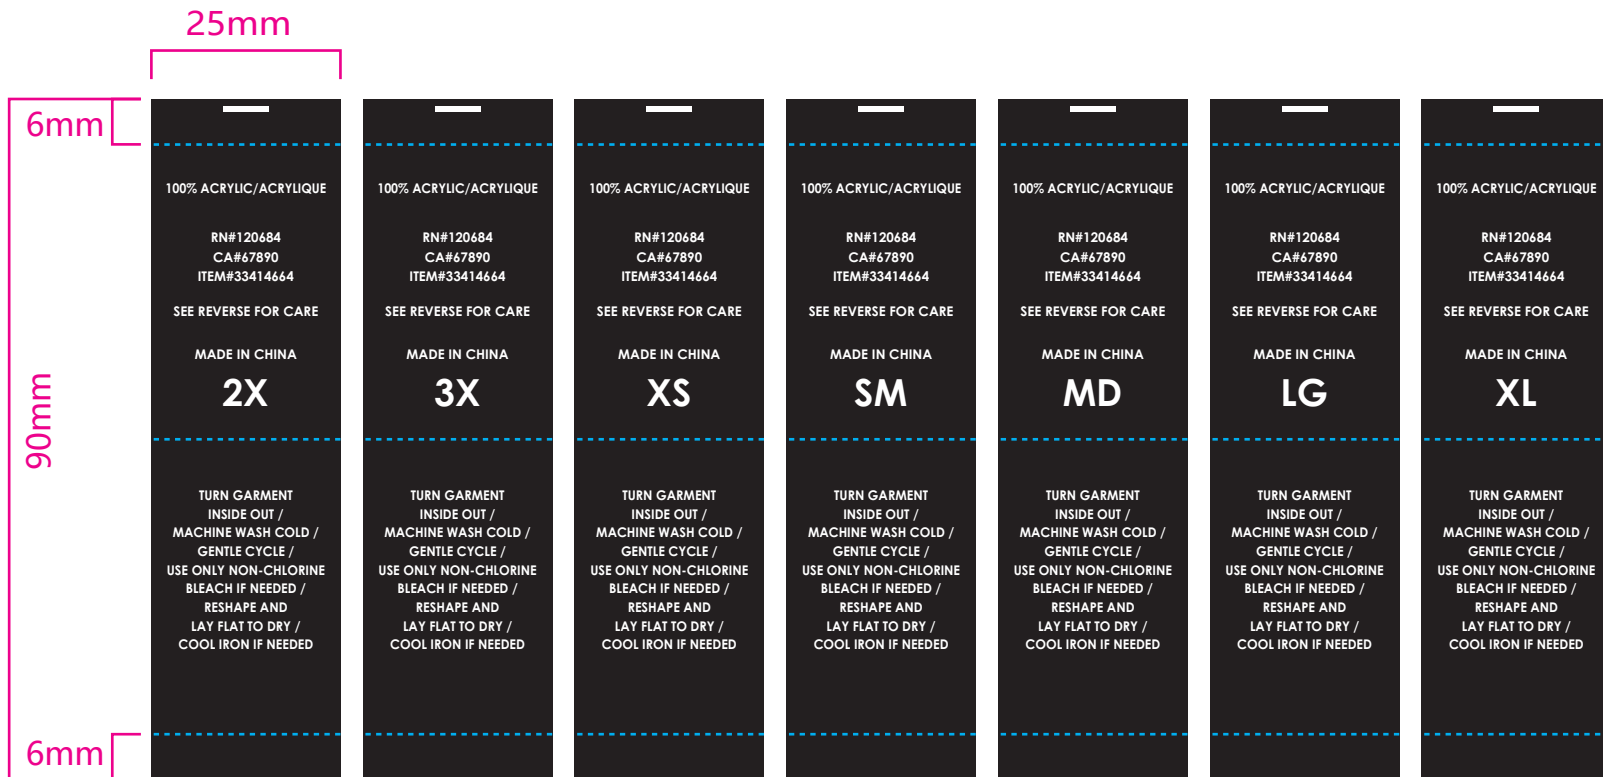 25mm
6mm
90mm
6mm
100% ACRYLIC/ACRYLIQUE
RN#120684
CA#67890
ITEM#33414664
SEE REVERSE FOR CARE
MADE IN CHINA
2X
TURN GARMENT
INSIDE OUT /
MACHINE WASH COLD /
GENTLE CYCLE /
USE ONLY NON-CHLORINE
BLEACH IF NEEDED /
RESHAPE AND
LAY FLAT TO DRY /
COOL IRON IF NEEDED
100% ACRYLIC/ACRYLIQUE
RN#120684
CA#67890
ITEM#33414664
SEE REVERSE FOR CARE
MADE IN CHINA
3X
TURN GARMENT
INSIDE OUT /
MACHINE WASH COLD /
GENTLE CYCLE /
USE ONLY NON-CHLORINE
BLEACH IF NEEDED /
RESHAPE AND
LAY FLAT TO DRY /
COOL IRON IF NEEDED
100% ACRYLIC/ACRYLIQUE
RN#120684
CA#67890
ITEM#33414664
SEE REVERSE FOR CARE
MADE IN CHINA
XS
TURN GARMENT
INSIDE OUT /
MACHINE WASH COLD /
GENTLE CYCLE /
USE ONLY NON-CHLORINE
BLEACH IF NEEDED /
RESHAPE AND
LAY FLAT TO DRY /
COOL IRON IF NEEDED
100% ACRYLIC/ACRYLIQUE
RN#120684
CA#67890
ITEM#33414664
SEE REVERSE FOR CARE
MADE IN CHINA
SM
TURN GARMENT
INSIDE OUT /
MACHINE WASH COLD /
GENTLE CYCLE /
USE ONLY NON-CHLORINE
BLEACH IF NEEDED /
RESHAPE AND
LAY FLAT TO DRY /
COOL IRON IF NEEDED
100% ACRYLIC/ACRYLIQUE
RN#120684
CA#67890
ITEM#33414664
SEE REVERSE FOR CARE
MADE IN CHINA
MD
TURN GARMENT
INSIDE OUT /
MACHINE WASH COLD /
GENTLE CYCLE /
USE ONLY NON-CHLORINE
BLEACH IF NEEDED /
RESHAPE AND
LAY FLAT TO DRY /
COOL IRON IF NEEDED
100% ACRYLIC/ACRYLIQUE
RN#120684
CA#67890
ITEM#33414664
SEE REVERSE FOR CARE
MADE IN CHINA
LG
TURN GARMENT
INSIDE OUT /
MACHINE WASH COLD /
GENTLE CYCLE /
USE ONLY NON-CHLORINE
BLEACH IF NEEDED /
RESHAPE AND
LAY FLAT TO DRY /
COOL IRON IF NEEDED
100% ACRYLIC/ACRYLIQUE
RN#120684
CA#67890
ITEM#33414664
SEE REVERSE FOR CARE
MADE IN CHINA
XL
TURN GARMENT
INSIDE OUT /
MACHINE WASH COLD /
GENTLE CYCLE /
USE ONLY NON-CHLORINE
BLEACH IF NEEDED /
RESHAPE AND
LAY FLAT TO DRY /
COOL IRON IF NEEDED